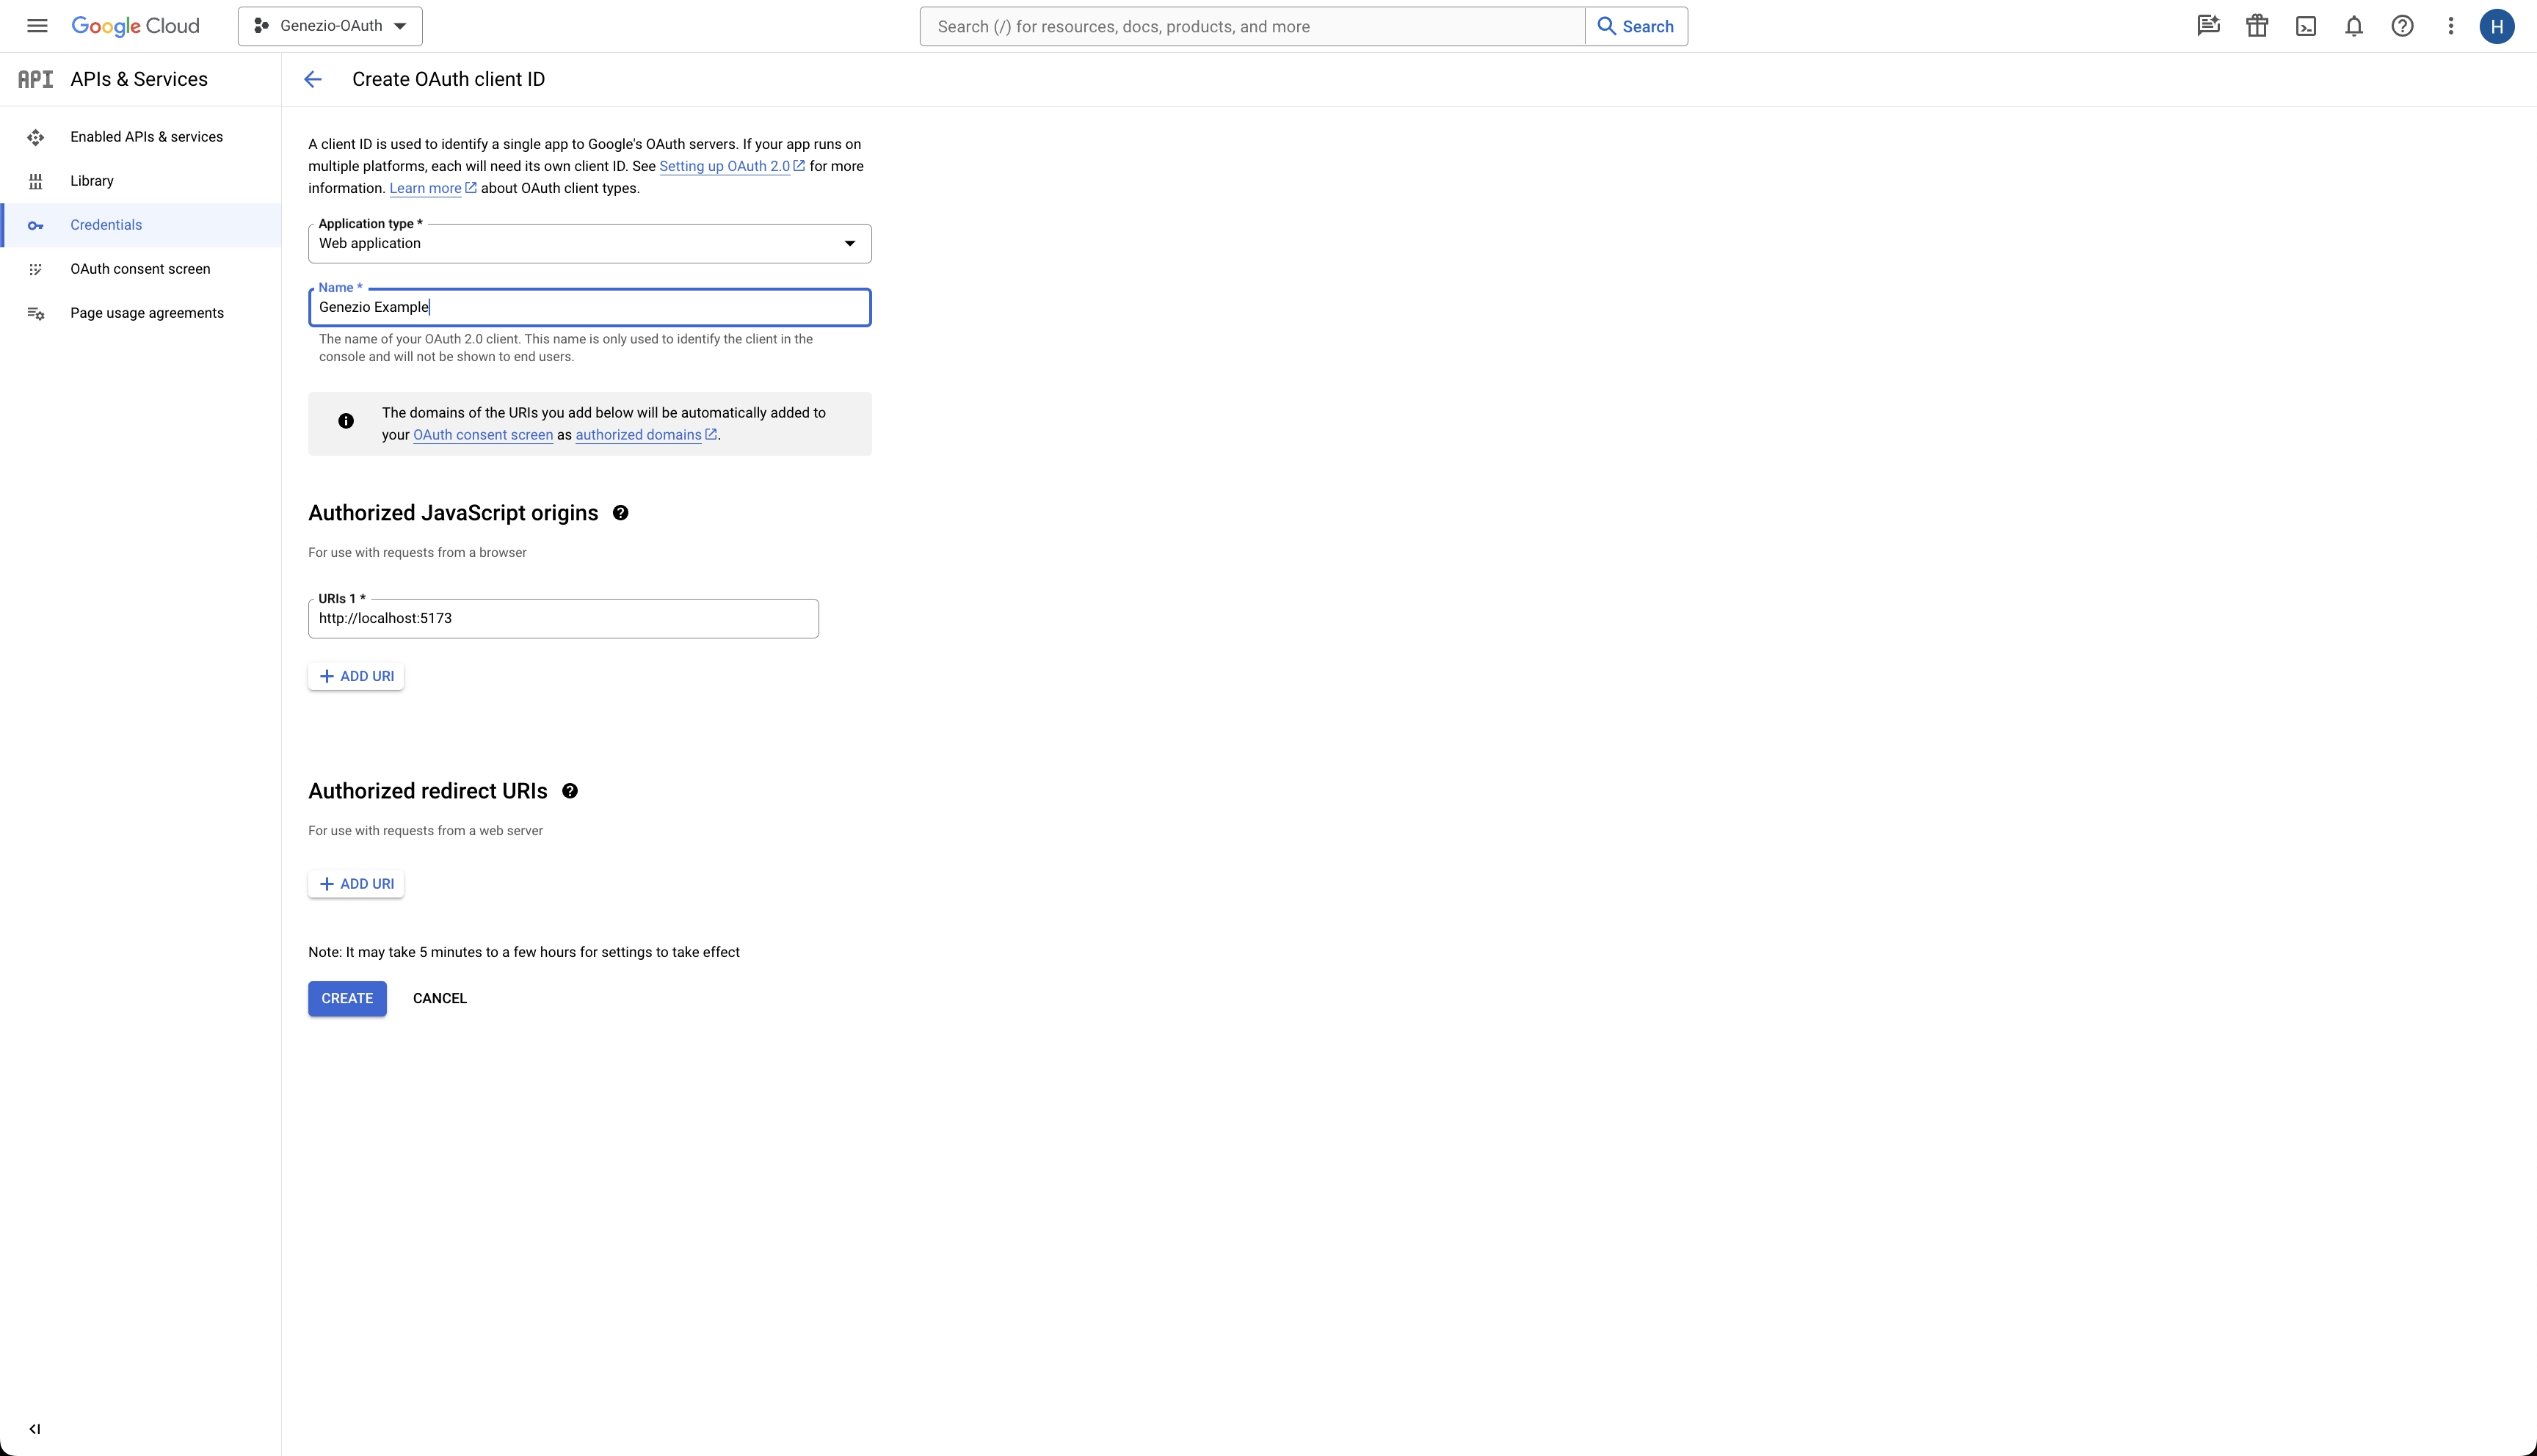 Google Cloud
Genezio-OAuth
Search (/) for resources, docs, products, and more
Search
H
API
APIs & Services
Create OAuth client ID
Enabled APIs & services
Library
Credentials
OAuth consent screen
Page usage agreements
A client ID is used to identify a single app to Google's OAuth servers. If your app runs on
multiple platforms, each will need its own client ID. See Setting up OAuth 2.0 for more
information. Learn more about OAuth client types.
Application type *
Web application
Name *
Genezio Example
The name of your OAuth 2.0 client. This name is only used to identify the client in the
console and will not be shown to end users.
The domains of the URIs you add below will be automatically added to
your OAuth consent screen as authorized domains.
Authorized JavaScript origins
For use with requests from a browser
URIs 1 *
http://localhost:5173
ADD URI
Authorized redirect URIs
For use with requests from a web server
ADD URI
Note: It may take 5 minutes to a few hours for settings to take effect
CREATE
CANCEL